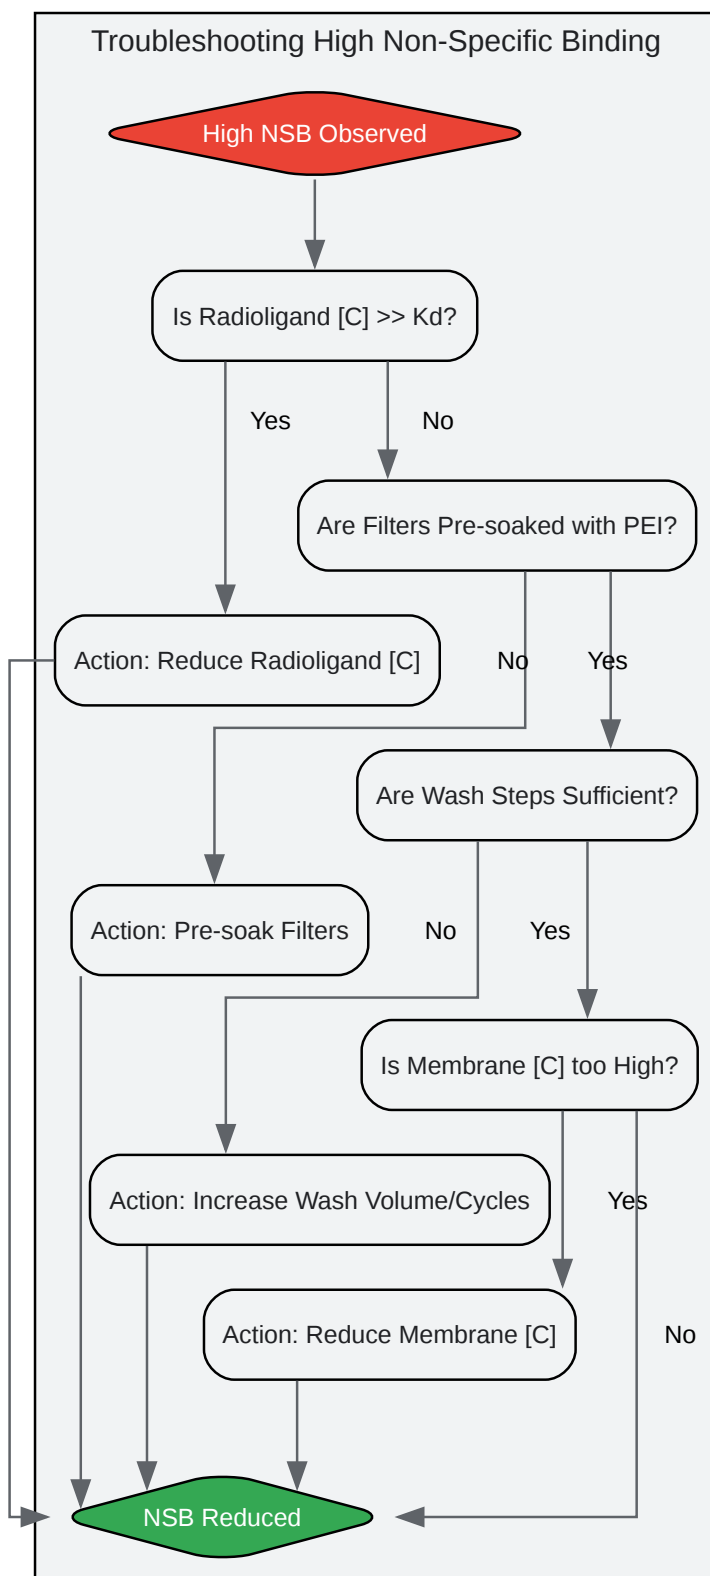 Troubleshooting High Non-Specific Binding
High NSB Observed
Is Radioligand [C] >> Kd?
Yes
No
Are Filters Pre-soaked with PEI?
Action: Reduce Radioligand [C]
No
Yes
Are Wash Steps Sufficient?
Action: Pre-soak Filters
No
Yes
Is Membrane [C] too High?
Action: Increase Wash Volume/Cycles
Yes
Action: Reduce Membrane [C]
No
NSB Reduced